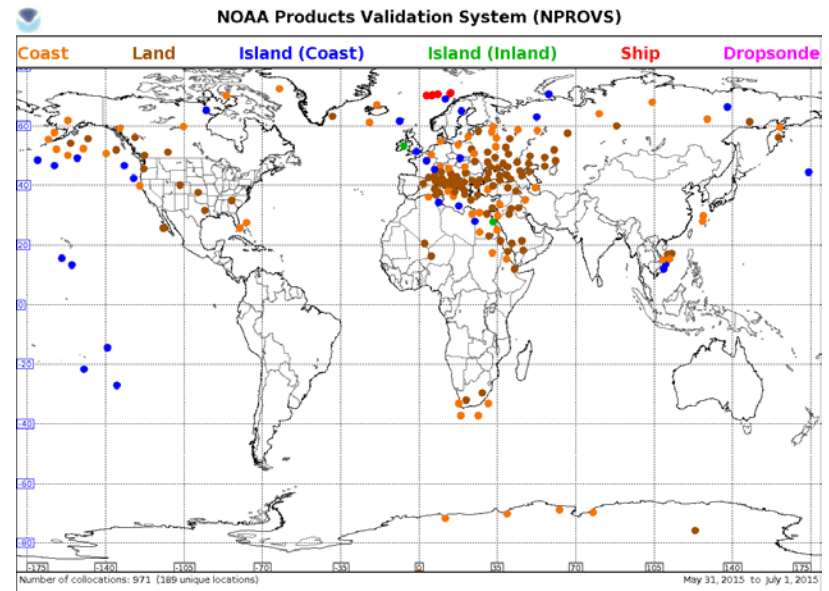 NOAA Products Validation System (NPROVS)
Coast Land Island (Coast) Island (Inland) Ship Dropsonde
60
40
20
0
-20
-40
-60
-80
-175 -140 -105 -70 -35 0 35 70 105 140 175
Number of collocations: 971 (189 unique locations) May 31, 2015 to July 1, 2015